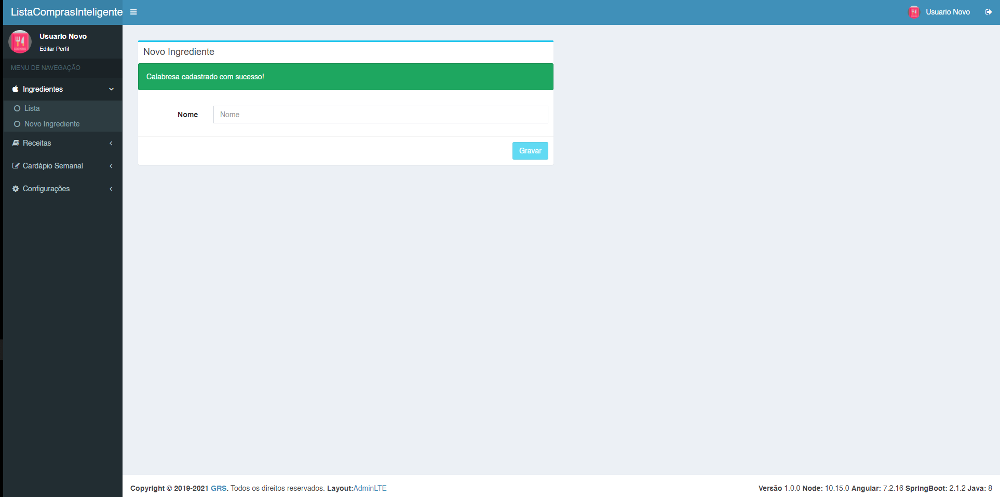 ListaComprasInteligente
Usuario Novo
Usuario Novo
Editar Perfil
MENU DE NAVEGAÇÃO
Ingredientes
Lista
Novo Ingrediente
Receitas
Cardápio Semanal
Configurações
Novo Ingrediente
Calabresa cadastrado com sucesso!
Nome Nome
Gravar
Copyright © 2019-2021 GRS. Todos os direitos reservados. Layout:AdminLTE
Versão 1.0.0 Node: 10.15.0 Angular: 7.2.16 SpringBoot: 2.1.2 Java: 8